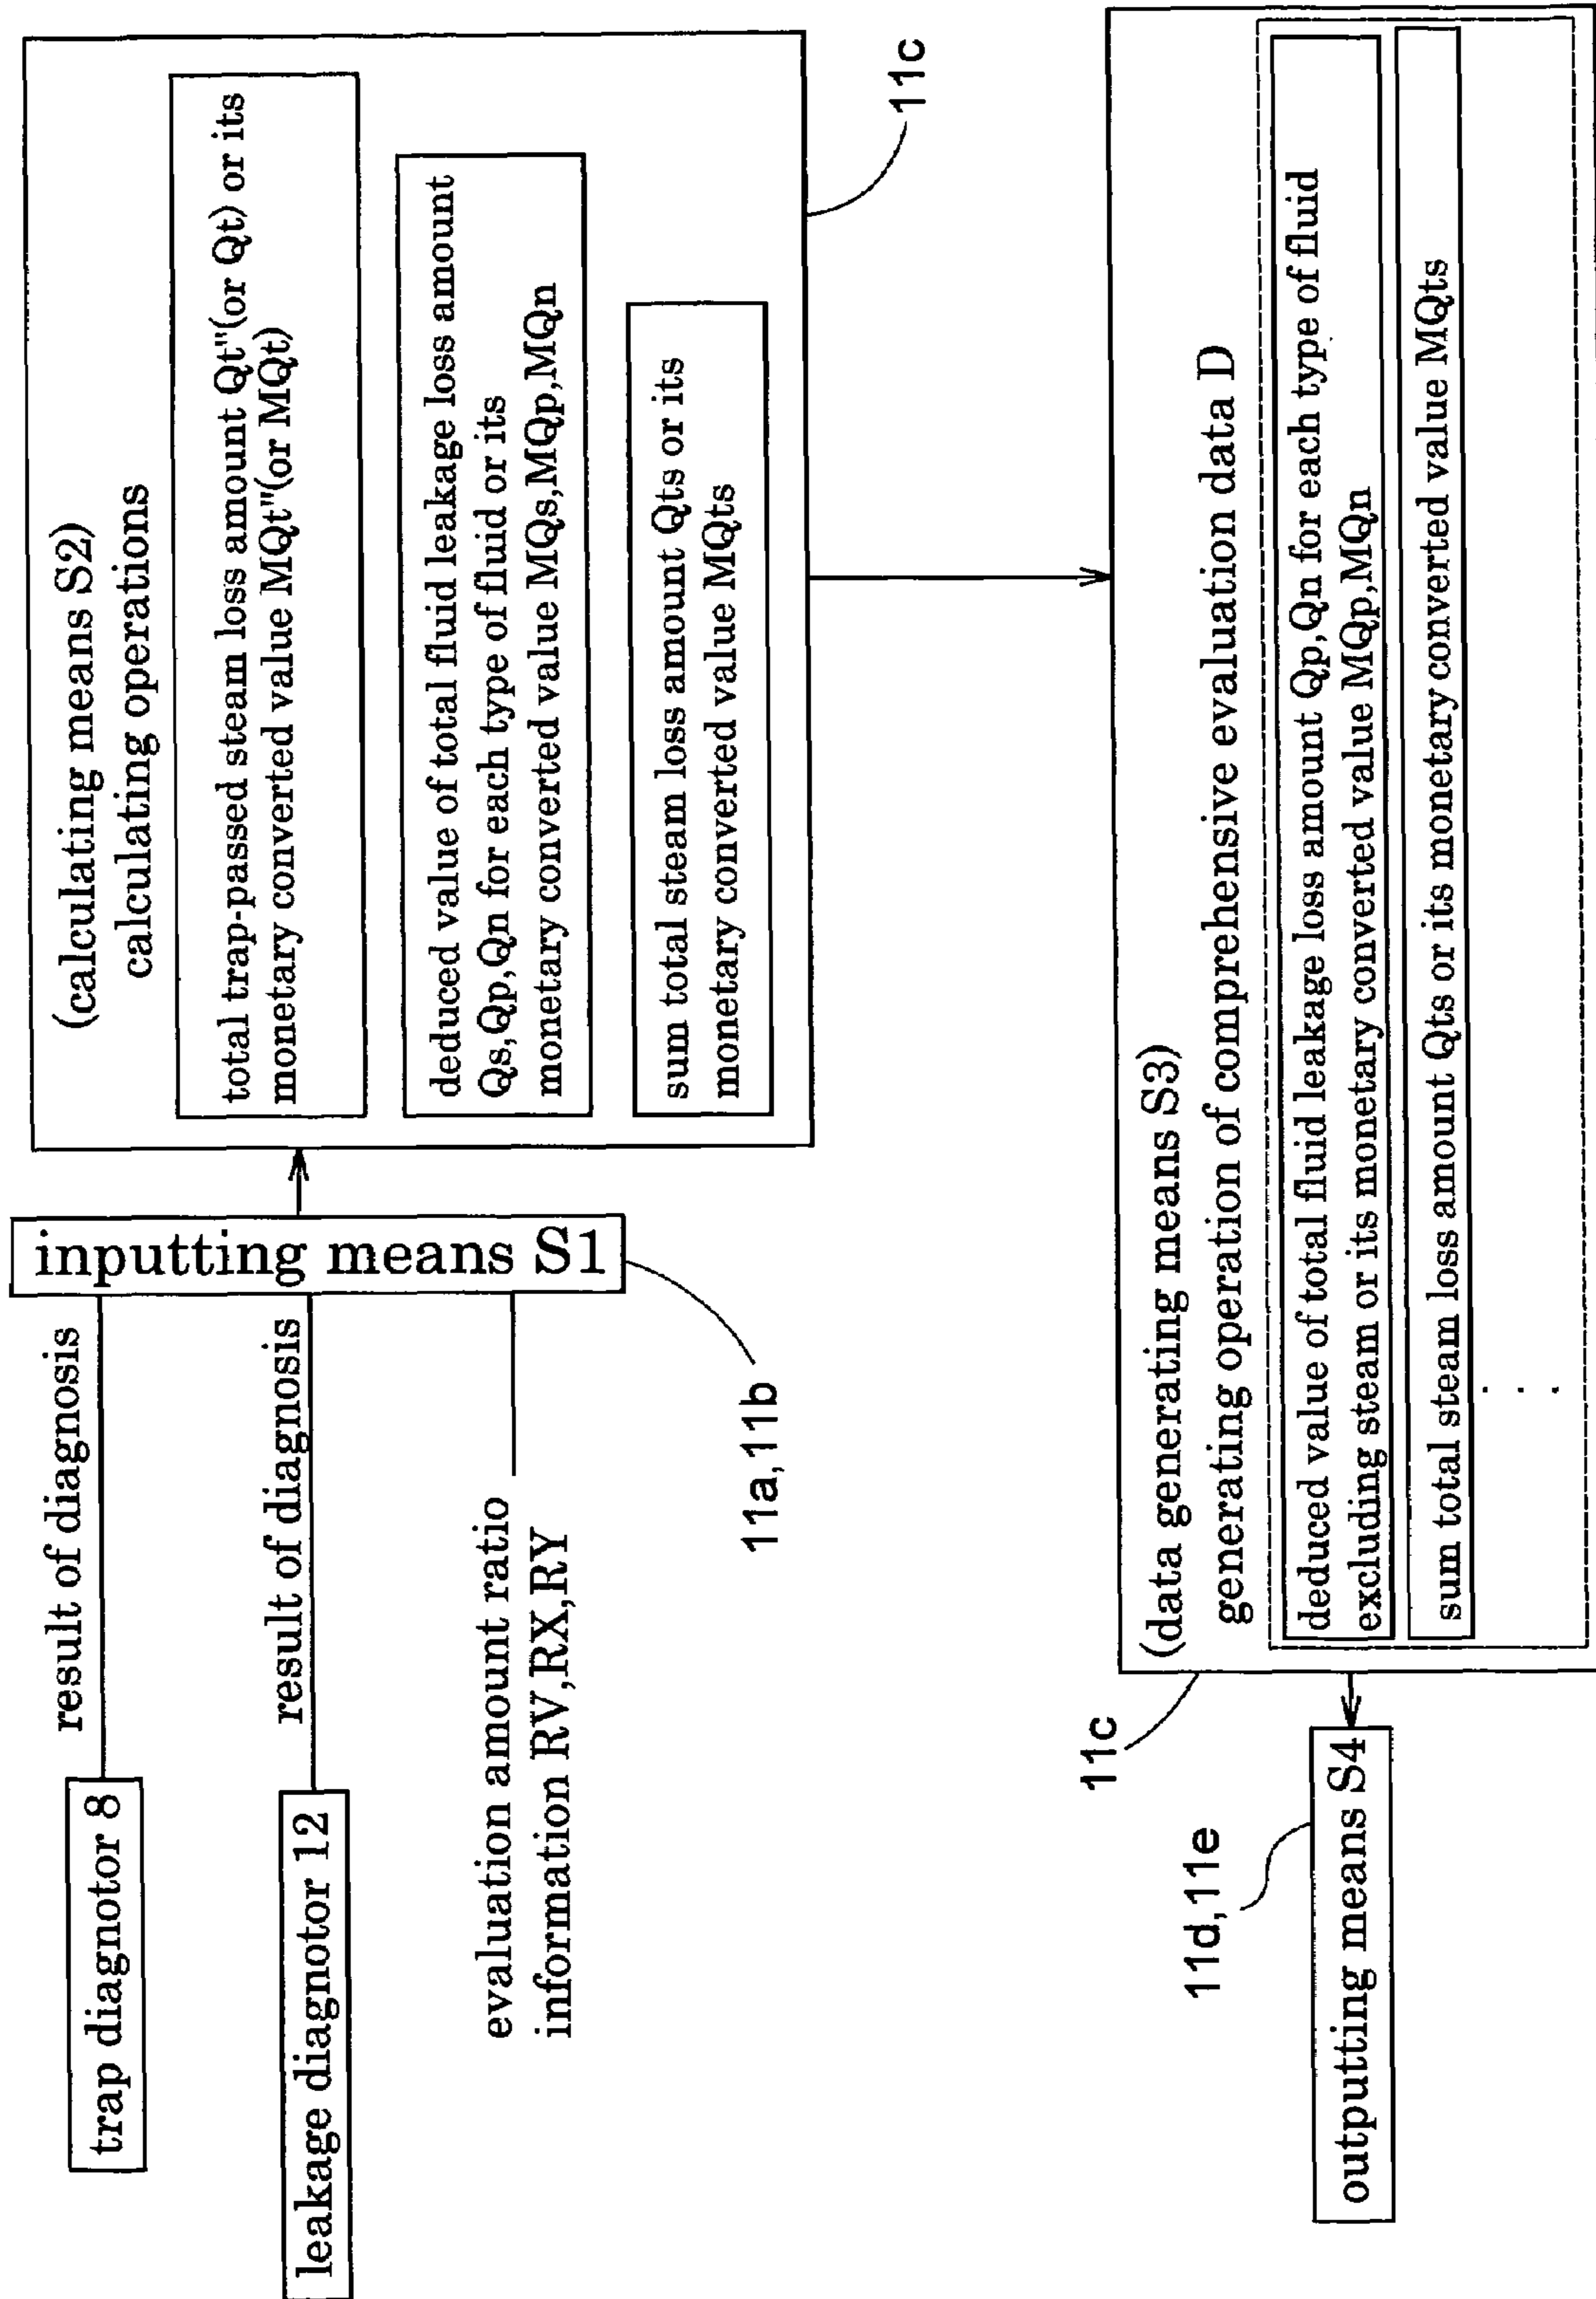 trap diagnotor 8
result of diagnosis
leakage diagnotor 12
result of diagnosis
evaluation amount ratio
information RV,RX,RY
inputting means S1
11a,11b
(calculating means S2)
calculating operations
total trap-passed steam loss amount Qt"(or Qt) or its
monetary converted value MQt"(or MQt)
deduced value of total fluid leakage loss amount
Qs,Qp,Qn for each type of fluid or its
monetary converted value MQs,MQp,MQn
sum total steam loss amount Qts or its
monetary converted value MQts
11c
(data generating means S3)
generating operation of comprehensive evaluation data D
deduced value of total fluid leakage loss amount Qp,Qn for each type of fluid
excluding steam or its monetary converted value MQp,MQn
sum total steam loss amount Qts or its monetary converted value MQts
. . .
11c
outputting means S4
11d,11e